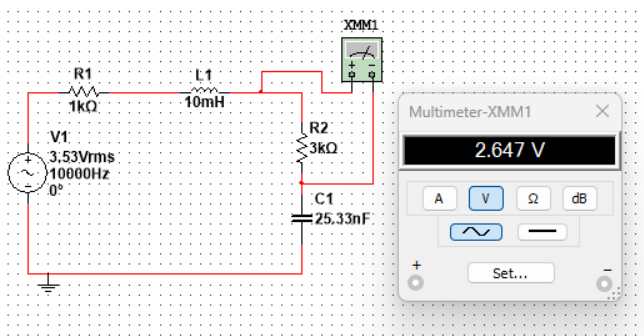 XMM1
R1
1kΩ
L1
10mH
V1
3.53Vrms
10000Hz
0°
R2
3kΩ
C1
25.33nF
Multimeter-XMM1
2.647 V
A
V
Ω
dB
Set...